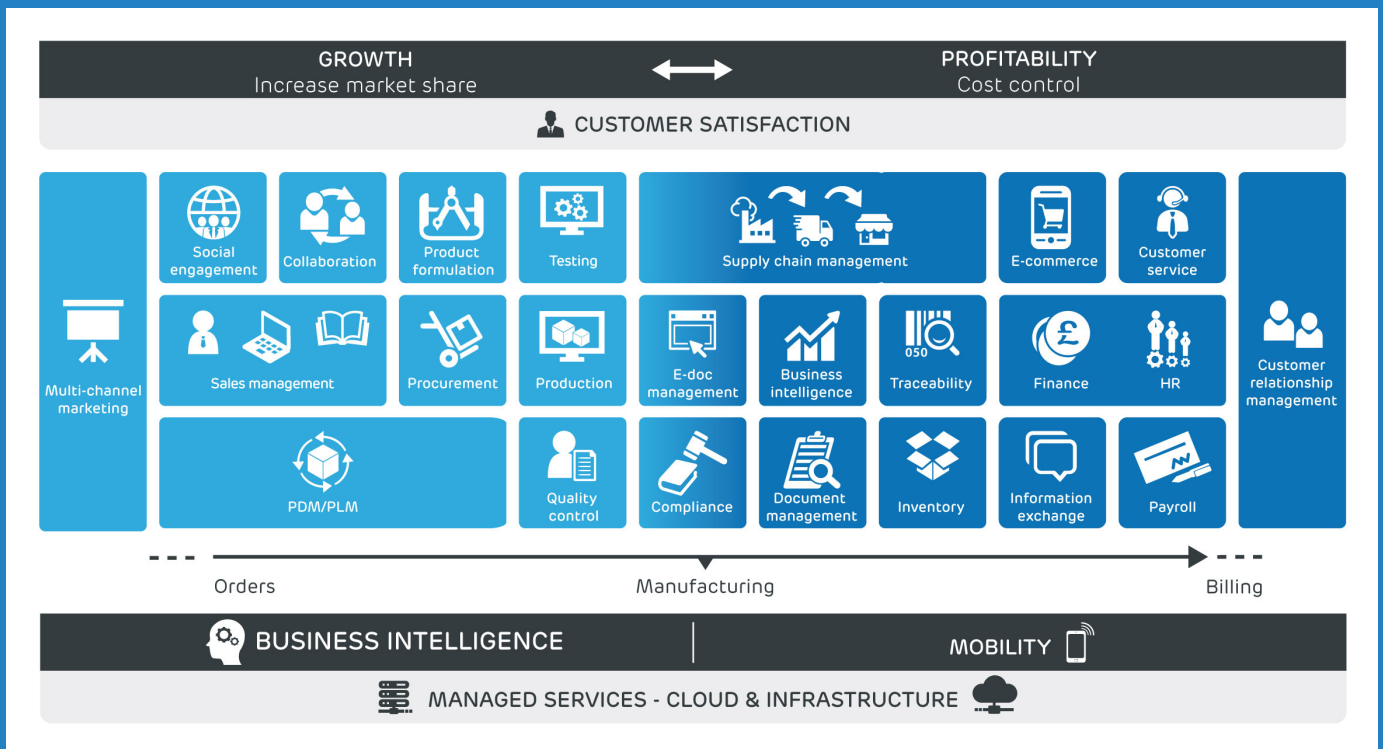 GROWTH
Increase market share
PROFITABILITY
Cost control
CUSTOMER SATISFACTION
Multi-channel
marketing
Social
engagement
Collaboration
Product
formulation
Testing
Supply chain management
E-commerce
Customer
service
Sales management
Procurement
Production
E-doc
management
Business
intelligence
050
Traceability
£
Finance
HR
Customer
relationship
management
PDM/PLM
Quality
control
Compliance
Document
management
Inventory
Information
exchange
Payroll
Orders
Manufacturing
Billing
BUSINESS INTELLIGENCE
MOBILITY
MANAGED SERVICES - CLOUD & INFRASTRUCTURE